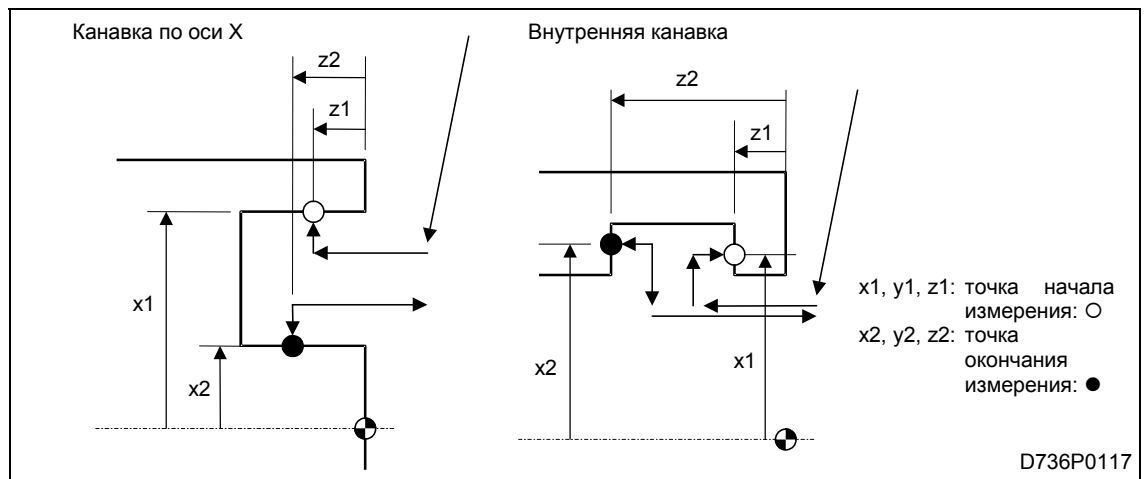 Канавка по оси X
Внутренняя канавка
z2
z1
x1
x2
z2
z1
x2
x1
x1, y1, z1: точка начала
измерения: ○
x2, y2, z2: точка
окончания
измерения: ●
D736P0117